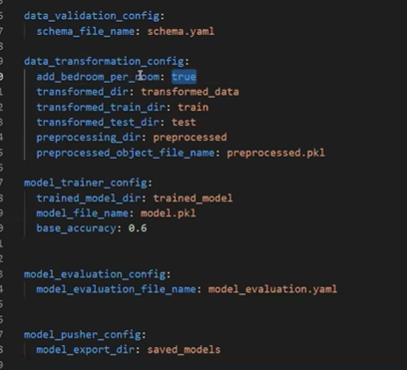 data_validation_config:
schema_file_name: schema.yaml
data_transformation_config:
add_bedroom_per_room: true
transformed_dir: transformed_data
transformed_train_dir: train
transformed_test_dir: test
preprocessing_dir: preprocessed
preprocessed_object_file_name: preprocessed.pkl
model_trainer_config:
trained_model_dir: trained_model
model_file_name: model.pkl
base_accuracy: 0.6
model_evaluation_config:
model_evaluation_file_name: model_evaluation.yaml
model_pusher_config:
model_export_dir: saved_models